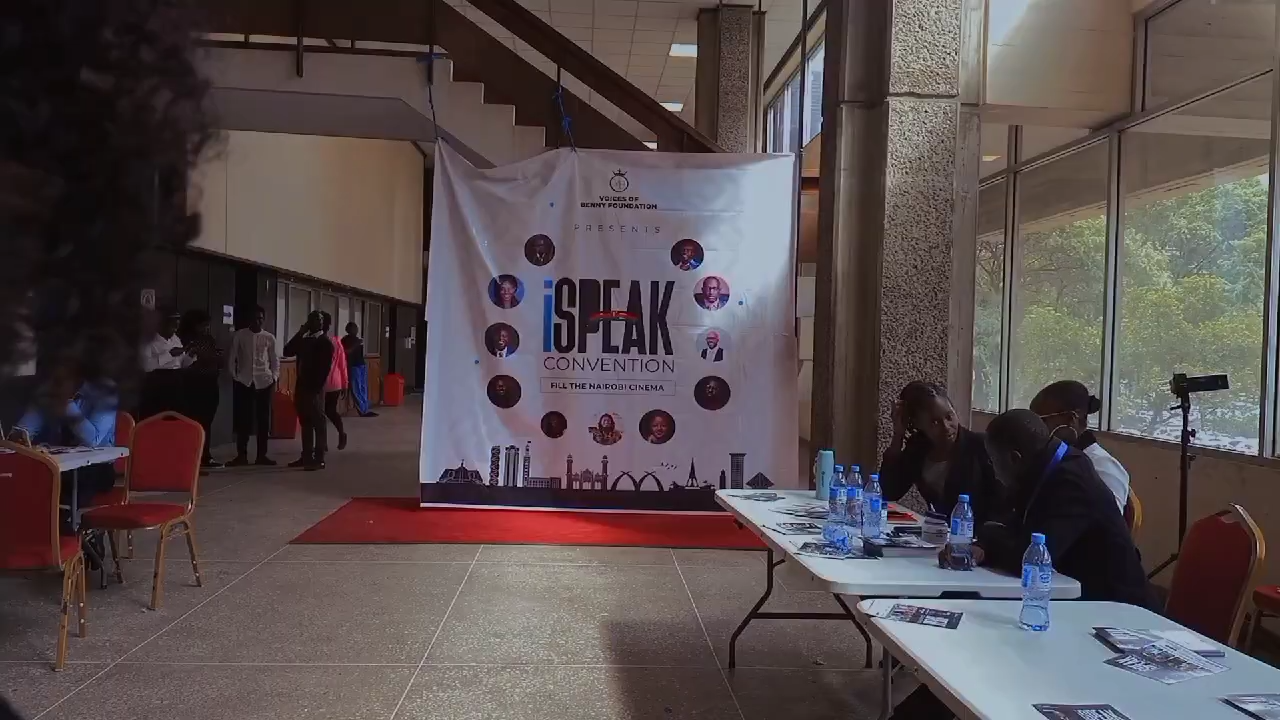 VOICES OF
BENNY FOUNDATION
PRESENTS
iSPEAK
CONVENTION
FILL THE NAIROBI CINEMA